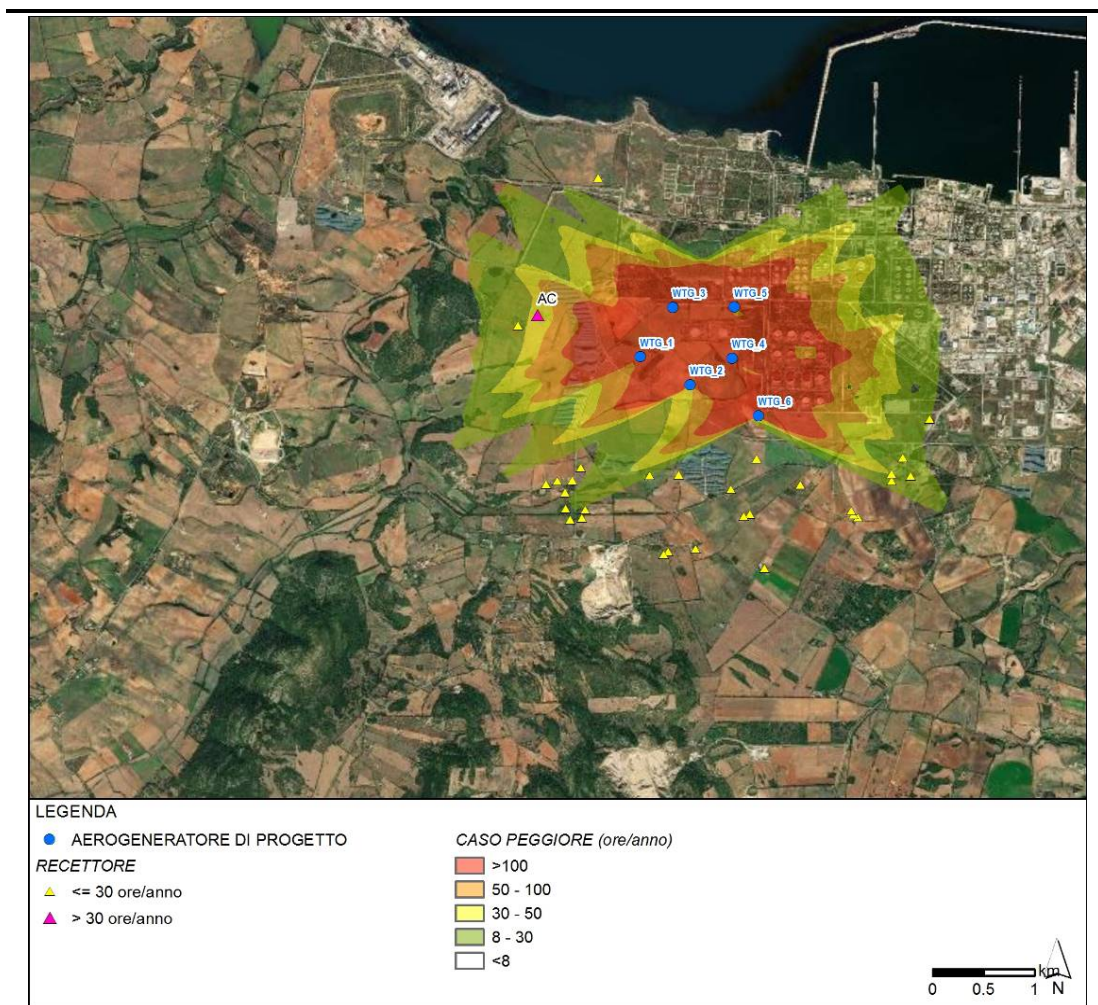 AC
WTG_3
WTG_5
WTG_1
WTG_4
WTG_2
WTG_6
LEGENDA
AEROGENERATORE DI PROGETTO
RECETTORE
<= 30 ore/anno
> 30 ore/anno
CASO PEGGIORE (ore/anno)
>100
50 - 100
30 - 50
8 - 30
<8
km
0 0.5 1 N